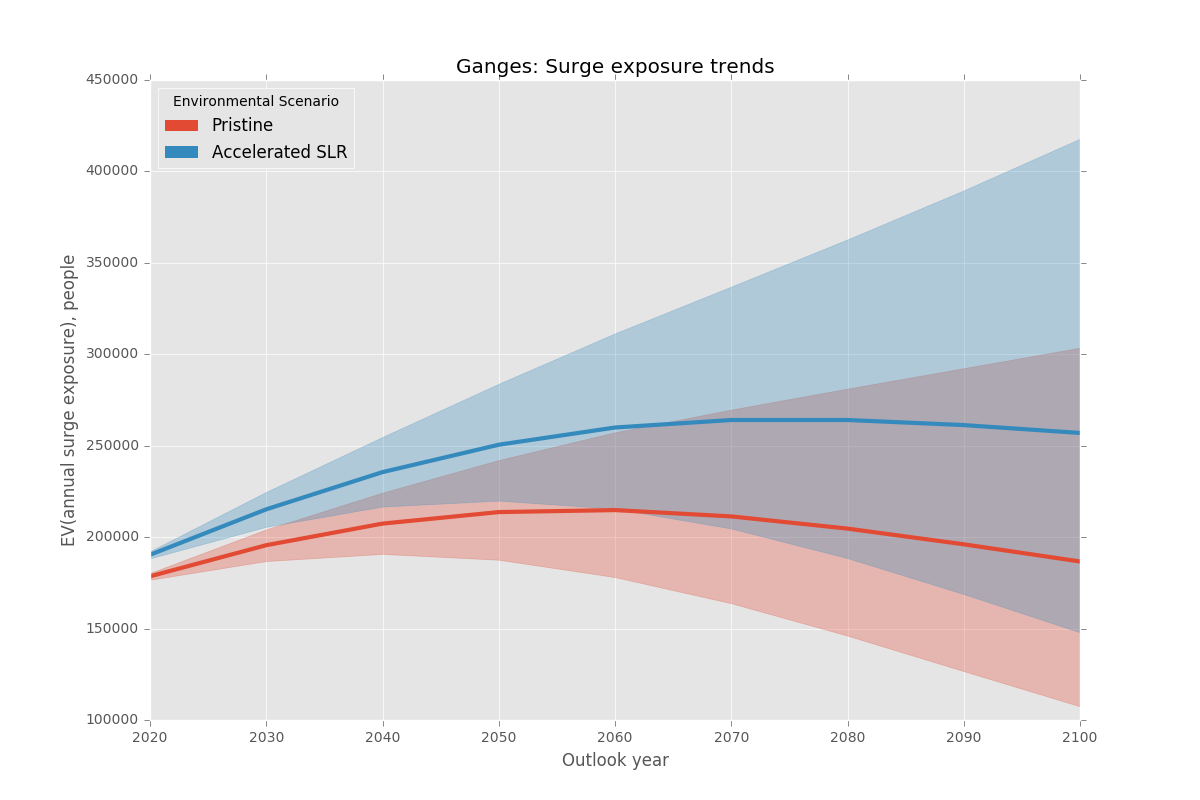 Ganges: Surge exposure trends
Environmental Scenario
Pristine
Accelerated SLR
EV(annual surge exposure), people
450000
400000
350000
300000
250000
200000
150000
100000
2020 2030 2040 2050 2060 2070 2080 2090 2100
Outlook year